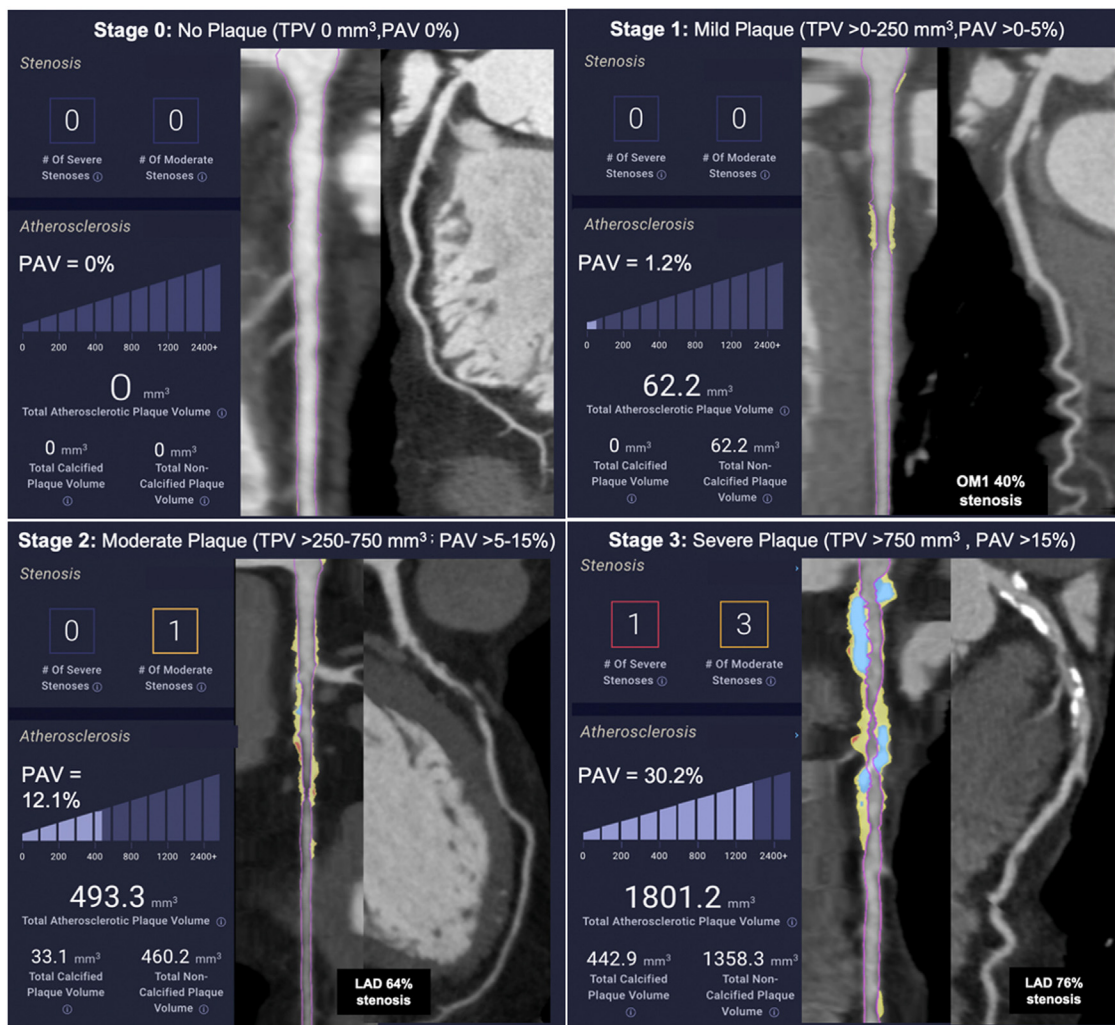 Stage 0: No Plaque (TPV 0 mm³,PAV 0%)
Stenosis
0
0
# Of Severe
Stenoses ⓘ
# Of Moderate
Stenoses ⓘ
Atherosclerosis
PAV = 0%
0 200 400 800 1200 2400+
0 mm³
Total Atherosclerotic Plaque Volume ⓘ
0 mm³
Total Calcified
Plaque Volume
ⓘ
0 mm³
Total Non-
Calcified Plaque
Volume ⓘ
Stage 1: Mild Plaque (TPV >0-250 mm³,PAV >0-5%)
Stenosis
0
0
# Of Severe
Stenoses ⓘ
# Of Moderate
Stenoses ⓘ
Atherosclerosis
PAV = 1.2%
0 200 400 800 1200 2400+
62.2 mm³
Total Atherosclerotic Plaque Volume ⓘ
0 mm³
Total Calcified
Plaque Volume
ⓘ
62.2 mm³
Total Non-
Calcified Plaque
Volume ⓘ
OM1 40%
stenosis
Stage 2: Moderate Plaque (TPV >250-750 mm³; PAV >5-15%)
Stenosis
0
1
# Of Severe
Stenoses ⓘ
# Of Moderate
Stenoses ⓘ
Atherosclerosis
PAV =
12.1%
0 200 400 800 1200 2400+
493.3 mm³
Total Atherosclerotic Plaque Volume ⓘ
33.1 mm³
Total Calcified
Plaque Volume
ⓘ
460.2 mm³
Total Non-
Calcified Plaque
Volume ⓘ
LAD 64%
stenosis
Stage 3: Severe Plaque (TPV >750 mm³ , PAV >15%)
Stenosis
1
3
# Of Severe
Stenoses ⓘ
# Of Moderate
Stenoses ⓘ
Atherosclerosis
PAV = 30.2%
0 200 400 800 1200 2400+
1801.2 mm³
Total Atherosclerotic Plaque Volume ⓘ
442.9 mm³
Total Calcified
Plaque Volume
ⓘ
1358.3 mm³
Total Non-
Calcified Plaque
Volume ⓘ
LAD 76%
stenosis